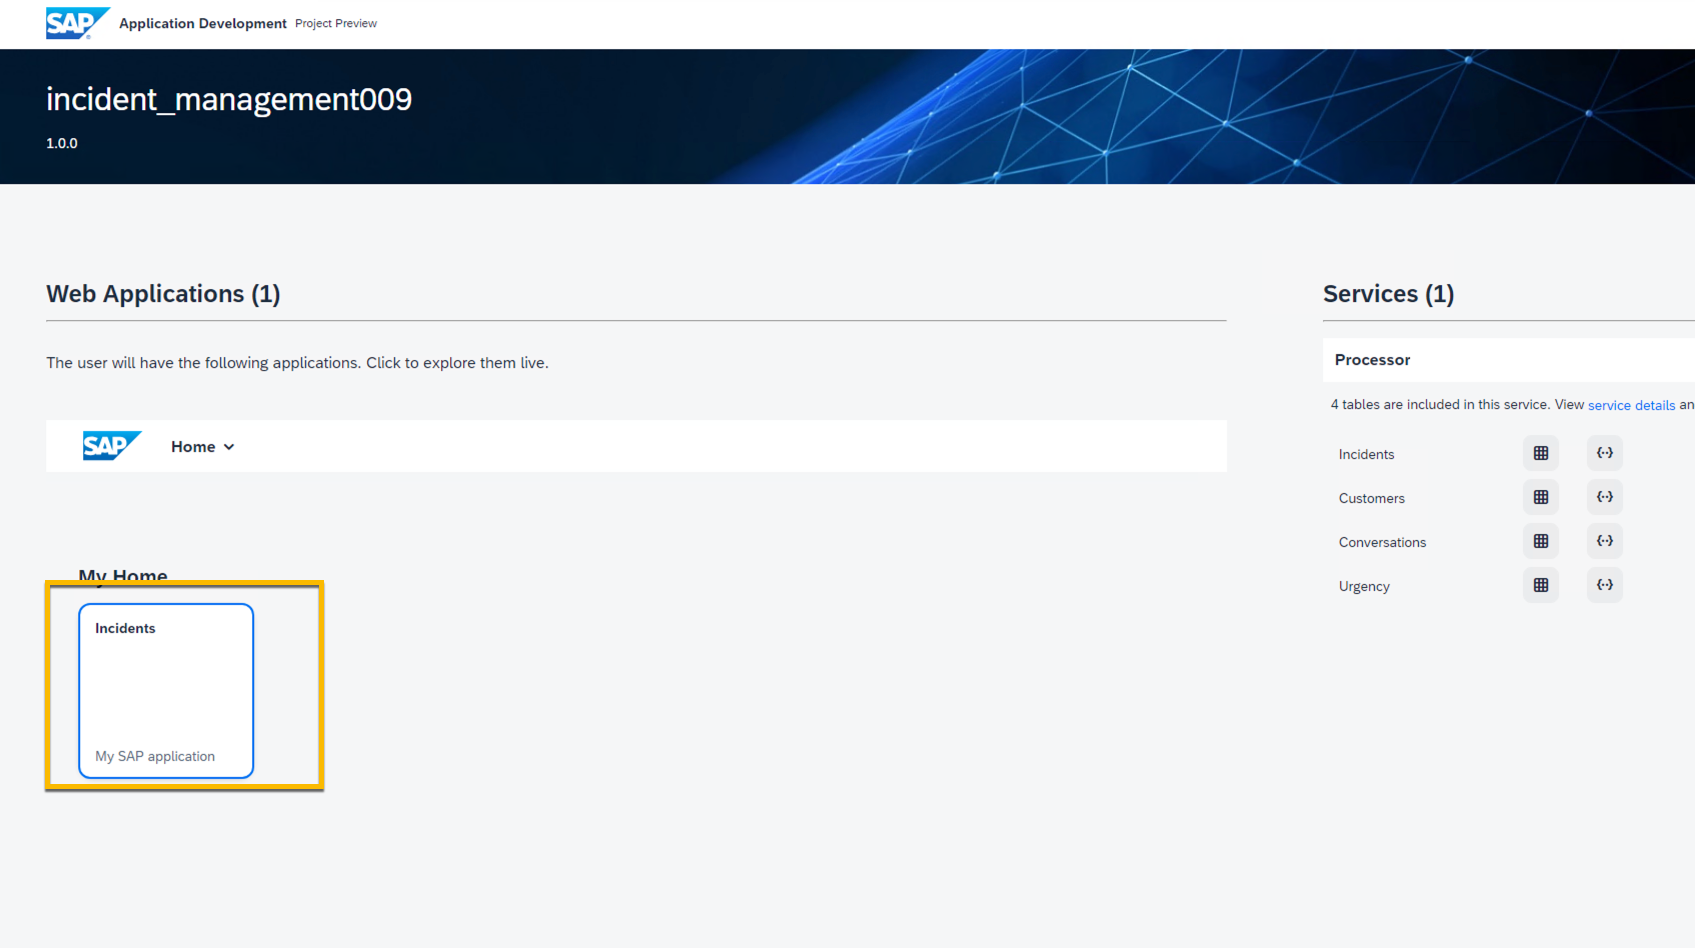 SAP Application Development Project Preview
incident_management009
1.0.0
Web Applications (1)
The user will have the following applications. Click to explore them live.
SAP Home
My Home
Incidents
My SAP application
Services (1)
Processor
4 tables are included in this service. View service details an
Incidents
Customers
Conversations
Urgency